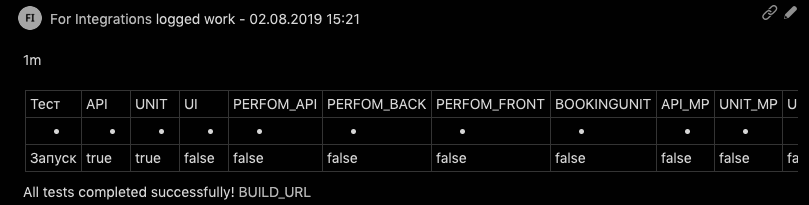 FI For Integrations logged work - 02.08.2019 15:21
1m
Тест API UNIT UI PERFOM_API PERFOM_BACK PERFOM_FRONT BOOKINGUNIT API_MP UNIT_MP U
• • • • • • • • • •
Запуск true true false false false false false false false fa
All tests completed successfully! BUILD_URL